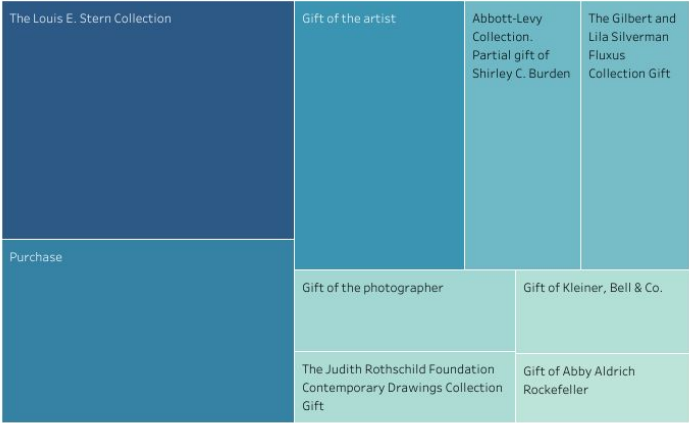 The Louis E. Stern Collection
Purchase
Gift of the artist
Abbott-Levy
Collection.
Partial gift of
Shirley C. Burden
The Gilbert and
Lila Silverman
Fluxus
Collection Gift
Gift of the photographer
The Judith Rothschild Foundation
Contemporary Drawings Collection
Gift
Gift of Kleiner, Bell & Co.
Gift of Abby Aldrich
Rockefeller